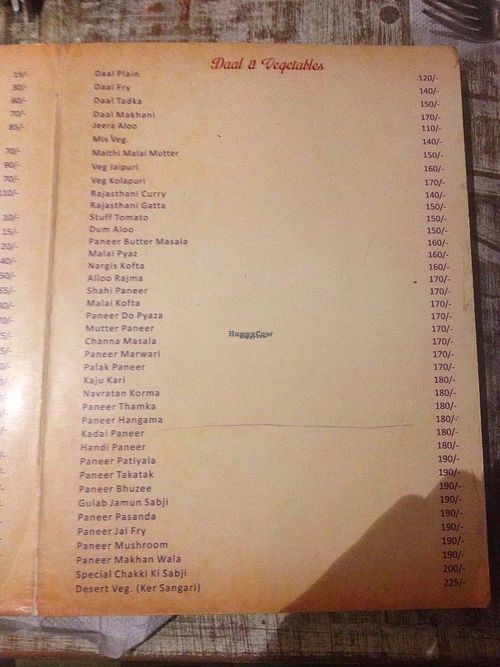 Daal & Vegetables
Daal Plain 120/-
Daal Fry 140/-
Daal Tadka 150/-
Daal Makhani 170/-
Jeera Aloo 110/-
Mix Veg. 140/-
Maithi Malai Mutter 150/-
Veg Jaipuri 160/-
Veg Kolapuri 170/-
Rajasthani Curry 140/-
Rajasthani Gatta 150/-
Stuff Tomato 150/-
Dum Aloo 150/-
Paneer Butter Masala 160/-
Malai Pyaz 160/-
Nargis Kofta 160/-
Alloo Rajma 170/-
Shahi Paneer 170/-
Malai Kofta 170/-
Paneer Do Pyaza 170/-
Mutter Paneer 170/-
Channa Masala 170/-
Paneer Marwari 170/-
Palak Paneer 170/-
Kaju Kari 180/-
Navratan Korma 180/-
Paneer Thamka 180/-
Paneer Hangama 180/-
Kadai Paneer 180/-
Handi Paneer 180/-
Paneer Patiyala 190/-
Paneer Takatak 190/-
Paneer Bhuzee 190/-
Gulab Jamun Sabji 190/-
Paneer Pasanda 190/-
Paneer Jal Fry 190/-
Paneer Mushroom 190/-
Paneer Makhan Wala 190/-
Special Chakki Ki Sabji 200/-
Desert Veg. (Ker Sangari) 225/-
HappyCow